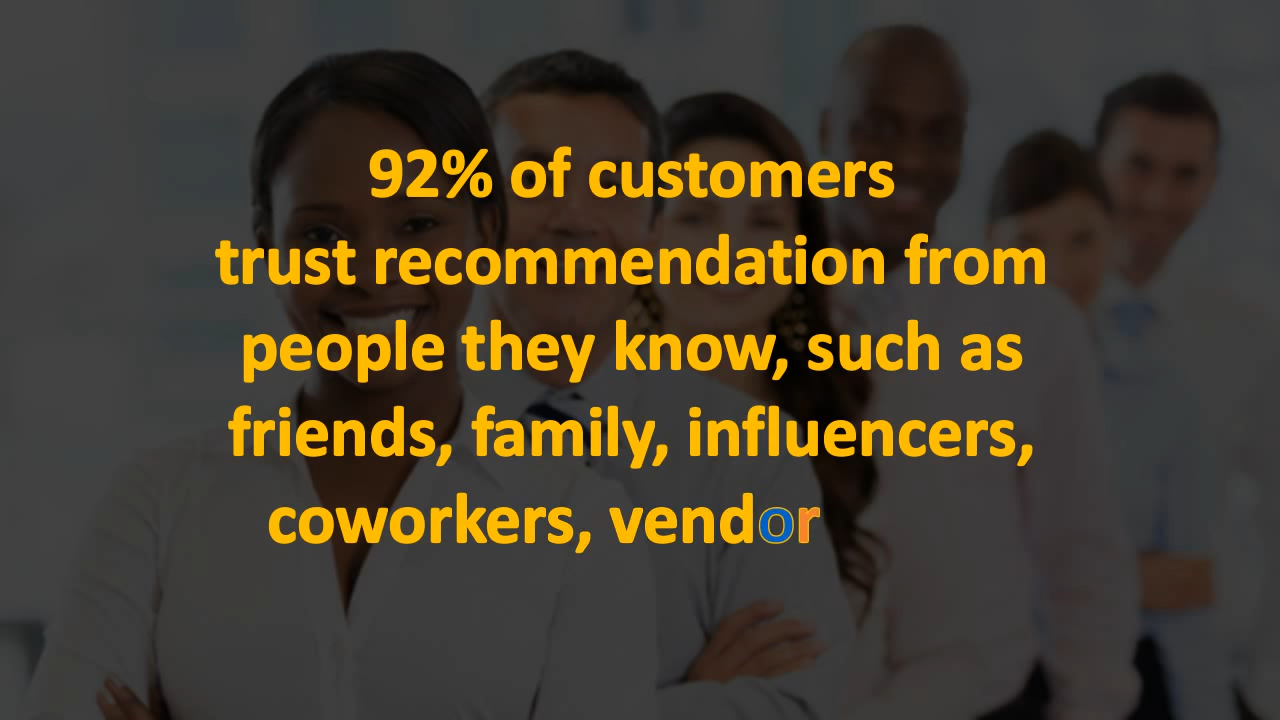 92% of customers
trust recommendation from
people they know, such as
friends, family, influencers,
coworkers, vendor